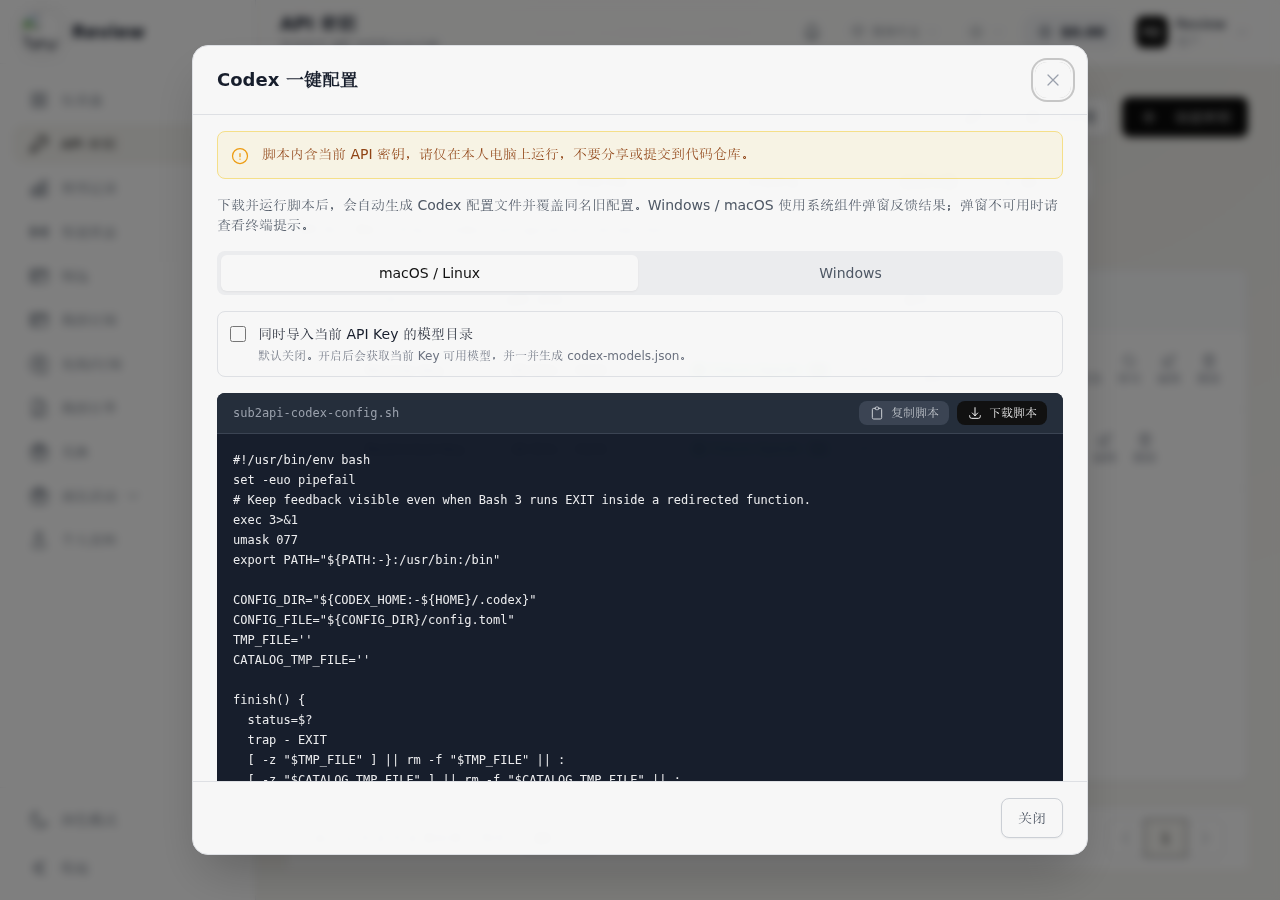 Review
API 密钥
Codex 一键配置
脚本内含当前 API 密钥，请仅在本人电脑上运行，不要分享或提交到代码仓库。
下载并运行脚本后，会自动生成 Codex 配置文件并覆盖同名旧配置。Windows / macOS 使用系统组件弹窗反馈结果；弹窗不可用时请
查看终端提示。
macOS / Linux
Windows
同时导入当前 API Key 的模型目录
默认关闭。开启后会获取当前 Key 可用模型，并一并生成 codex-models.json。
sub2api-codex-config.sh
复制脚本
下载脚本
#!/usr/bin/env bash
set -euo pipefail
# Keep feedback visible even when Bash 3 runs EXIT inside a redirected function.
exec 3>&1
umask 077
export PATH="${PATH:-}:/usr/bin:/bin"
CONFIG_DIR="${CODEX_HOME:-${HOME}/.codex}"
CONFIG_FILE="${CONFIG_DIR}/config.toml"
TMP_FILE=''
CATALOG_TMP_FILE=''
finish() {
  status=$?
  trap - EXIT
  [ -z "$TMP_FILE" ] || rm -f "$TMP_FILE" || :
  [ -z "$CATALOG_TMP_FILE" ] || rm -f "$CATALOG_TMP_FILE" || :
关闭